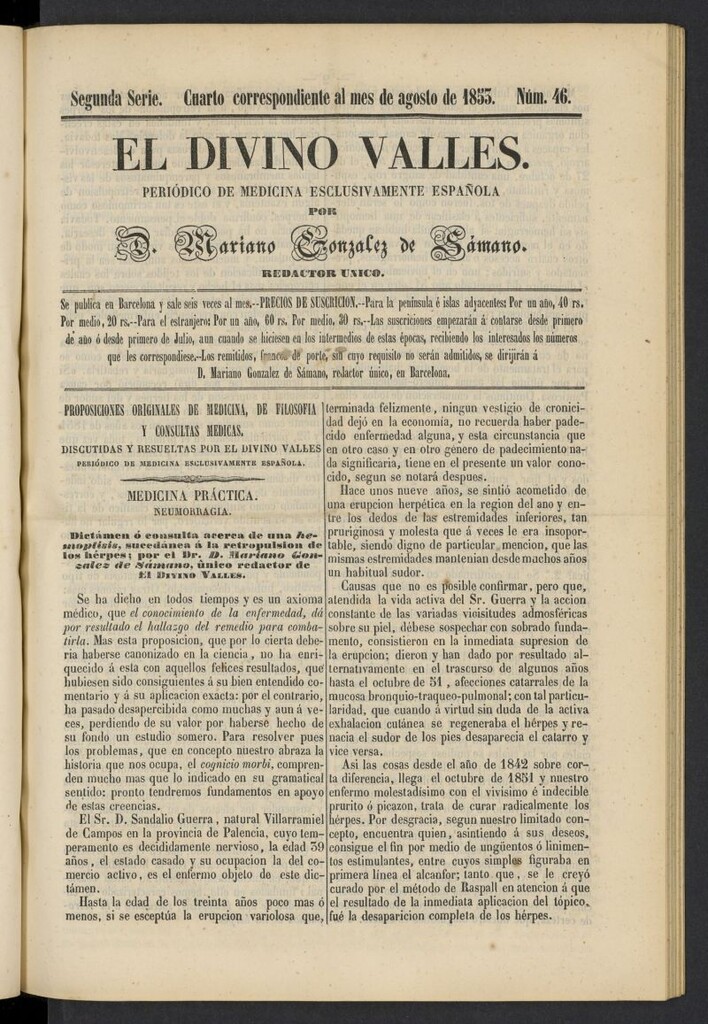 Segunda Serie. Cuarto correspondiente al mes de agosto de 1853. Núm. 46.
EL DIVINO VALLES.
PERIÓDICO DE MEDICINA ESCLUSIVAMENTE ESPAÑOLA
POR
D. Mariano Gonzalez de Sámano.
REDACTOR UNICO.
Se publica en Barcelona y sale seis veces al mes.--PRECIOS DE SUSCRICION.--Para la península é islas adyacentes: Por un año, 40 rs.
Por medio, 20 rs.--Para el estranjero: Por un año, 60 rs. Por medio, 30 rs.--Las suscriciones empezarán á contarse desde primero
de año ó desde primero de Julio, aun cuando se hiciesen en los intermedios de estas épocas, recibiendo los interesados los números
que les correspondiese.--Los remitidos, francos de porte, sin cuyo requisito no serán admitidos, se dirijirán á
D. Mariano Gonzalez de Sámano, redactor único, en Barcelona.
PROPOSICIONES ORIGINALES DE MEDICINA, DE FILOSOFIA
Y CONSULTAS MEDICAS,
DISCUTIDAS Y RESUELTAS POR EL DIVINO VALLES
PERIÓDICO DE MEDICINA ESCLUSIVAMENTE ESPAÑOLA.
MEDICINA PRÁCTICA.
NEUMORRAGIA.
Dictámen ó consulta acerca de una he-
moptisis, sucedánea á la retropulsion de
los hérpes; por el Dr. D. Mariano Gon-
zalez de Sámano, único redactor de
El Divino Valles.
Se ha dicho en todos tiempos y es un axioma
médico, que el conocimiento de la enfermedad, dá
por resultado el hallazgo del remedio para comba-
tirla. Mas esta proposicion, que por lo cierta debe-
ria haberse canonizado en la ciencia, no ha enri-
quecido á esta con aquellos felices resultados, que
hubiesen sido consiguientes á su bien entendido co-
mentario y á su aplicacion exacta: por el contrario,
ha pasado desapercibida como muchas y aun á ve-
ces, perdiendo de su valor por haberse hecho de
su fondo un estudio somero. Para resolver pues
los problemas, que en concepto nuestro abraza la
historia que nos ocupa, el cognicio morbi, compren-
den mucho mas que lo indicado en su gramatical
sentido: pronto tendremos fundamentos en apoyo
de estas creencias.
El Sr. D. Sandalio Guerra, natural Villarramiel
de Campos en la provincia de Palencia, cuyo tem-
peramento es decididamente nervioso, la edad 39
años, el estado casado y su ocupacion la del co-
mercio activo, es el enfermo objeto de este dic-
támen.
Hasta la edad de los treinta años poco mas ó
menos, si se esceptúa la erupcion variolosa que,
terminada felizmente, ningun vestigio de cronici-
dad dejó en la economía, no recuerda haber pade-
cido enfermedad alguna, y esta circunstancia que
en otro caso y en otro género de padecimiento na-
da significaria, tiene en el presente un valor cono-
cido, segun se notará despues.
Hace unos nueve años, se sintió acometido de
una erupcion herpética en la region del ano y en-
tre los dedos de las estremidades inferiores, tan
pruriginosa y molesta que á veces le era insopor-
table, siendo digno de particular mencion, que las
mismas estremidades mantenian desde muchos años
un habitual sudor.
Causas que no es posible confirmar, pero que,
atendida la vida activa del Sr. Guerra y la accion
constante de las variadas vicisitudes admosféricas
sobre su piel, débese sospechar con sobrado funda-
mento, consistieron en la inmediata supresion de
la erupcion; dieron y han dado por resultado al-
ternativamente en el trascurso de algunos años
hasta el octubre de 51, afecciones catarrales de la
mucosa bronquio-traqueo-pulmonal; con tal particu-
laridad, que cuando á virtud sin duda de la activa
exhalacion cutánea se regeneraba el hérpes y re-
nacia el sudor de los pies desaparecia el catarro y
vice versa.
Asi las cosas desde el año de 1842 sobre cor-
ta diferencia, llega el octubre de 1851 y nuestro
enfermo molestadísimo con el vivísimo é indecible
prurito ó picazon, trata de curar radicalmente los
hérpes. Por desgracia, segun nuestro limitado con-
cepto, encuentra quien, asintiendo á sus deseos,
consigue el fin por medio de ungüentos ó linimen-
tos estimulantes, entre cuyos simples figuraba en
primera línea el alcanfor; tanto que, se le creyó
curado por el método de Raspall en atencion á que
el resultado de la inmediata aplicacion del tópico,
fué la desaparicion completa de los hérpes.